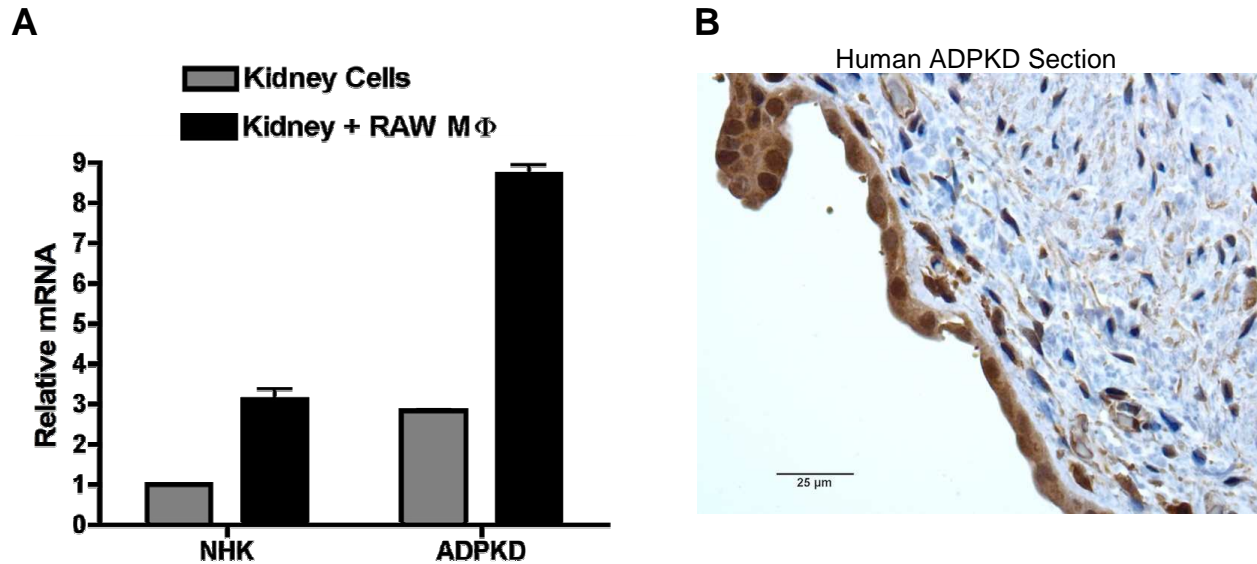 A
Kidney Cells
Kidney + RAW MΦ
Relative mRNA
9
8
7
6
5
4
3
2
1
0
NHK
ADPKD
B
Human ADPKD Section
25 µm